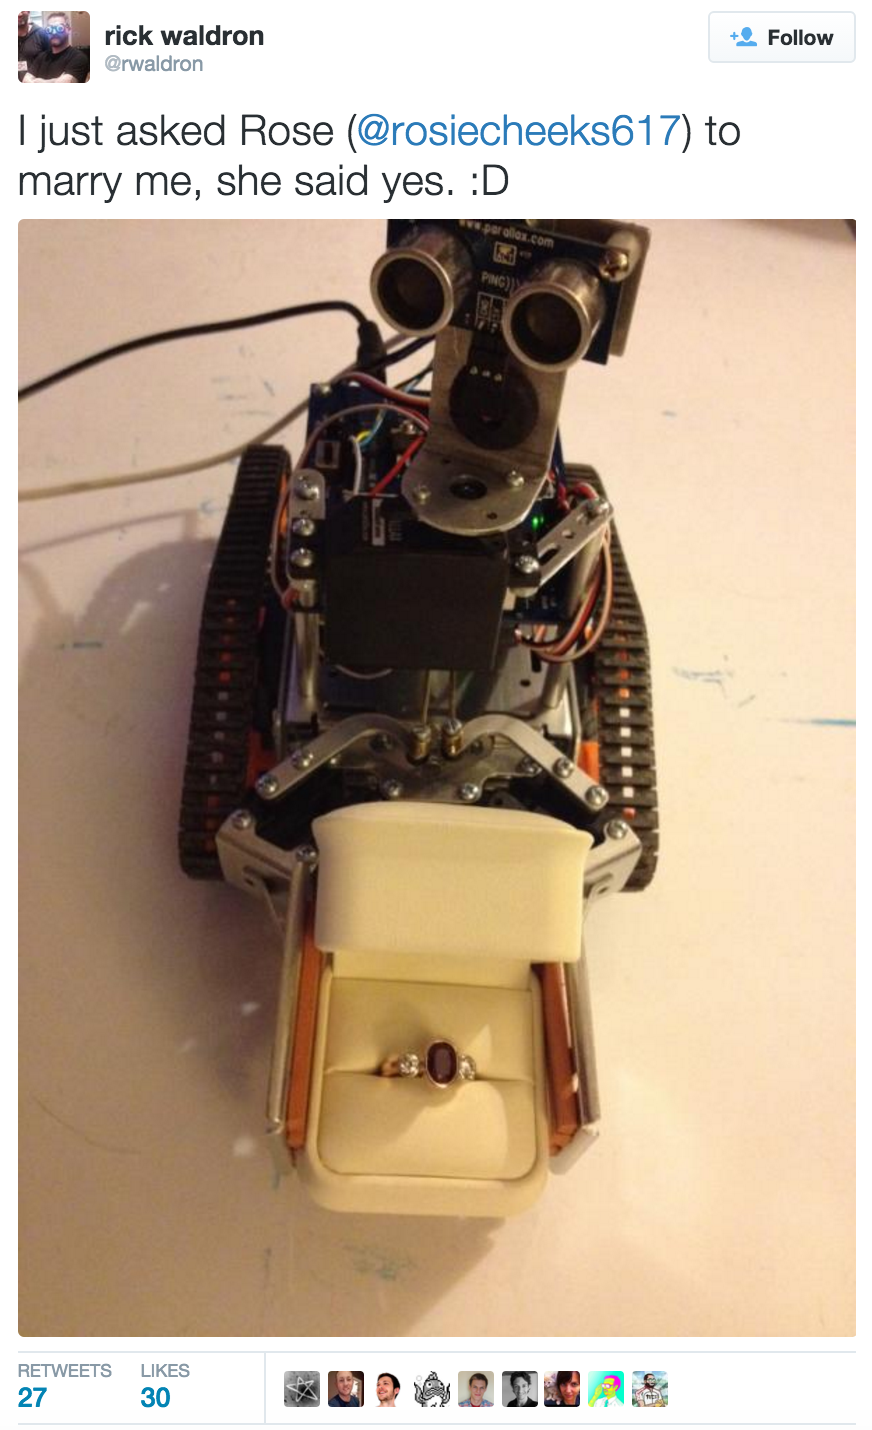 rick waldron
@rwaldron
Follow
I just asked Rose (@rosiecheeks617) to
marry me, she said yes. :D
www.parallax.com
PING)))
RETWEETS
LIKES
27
30